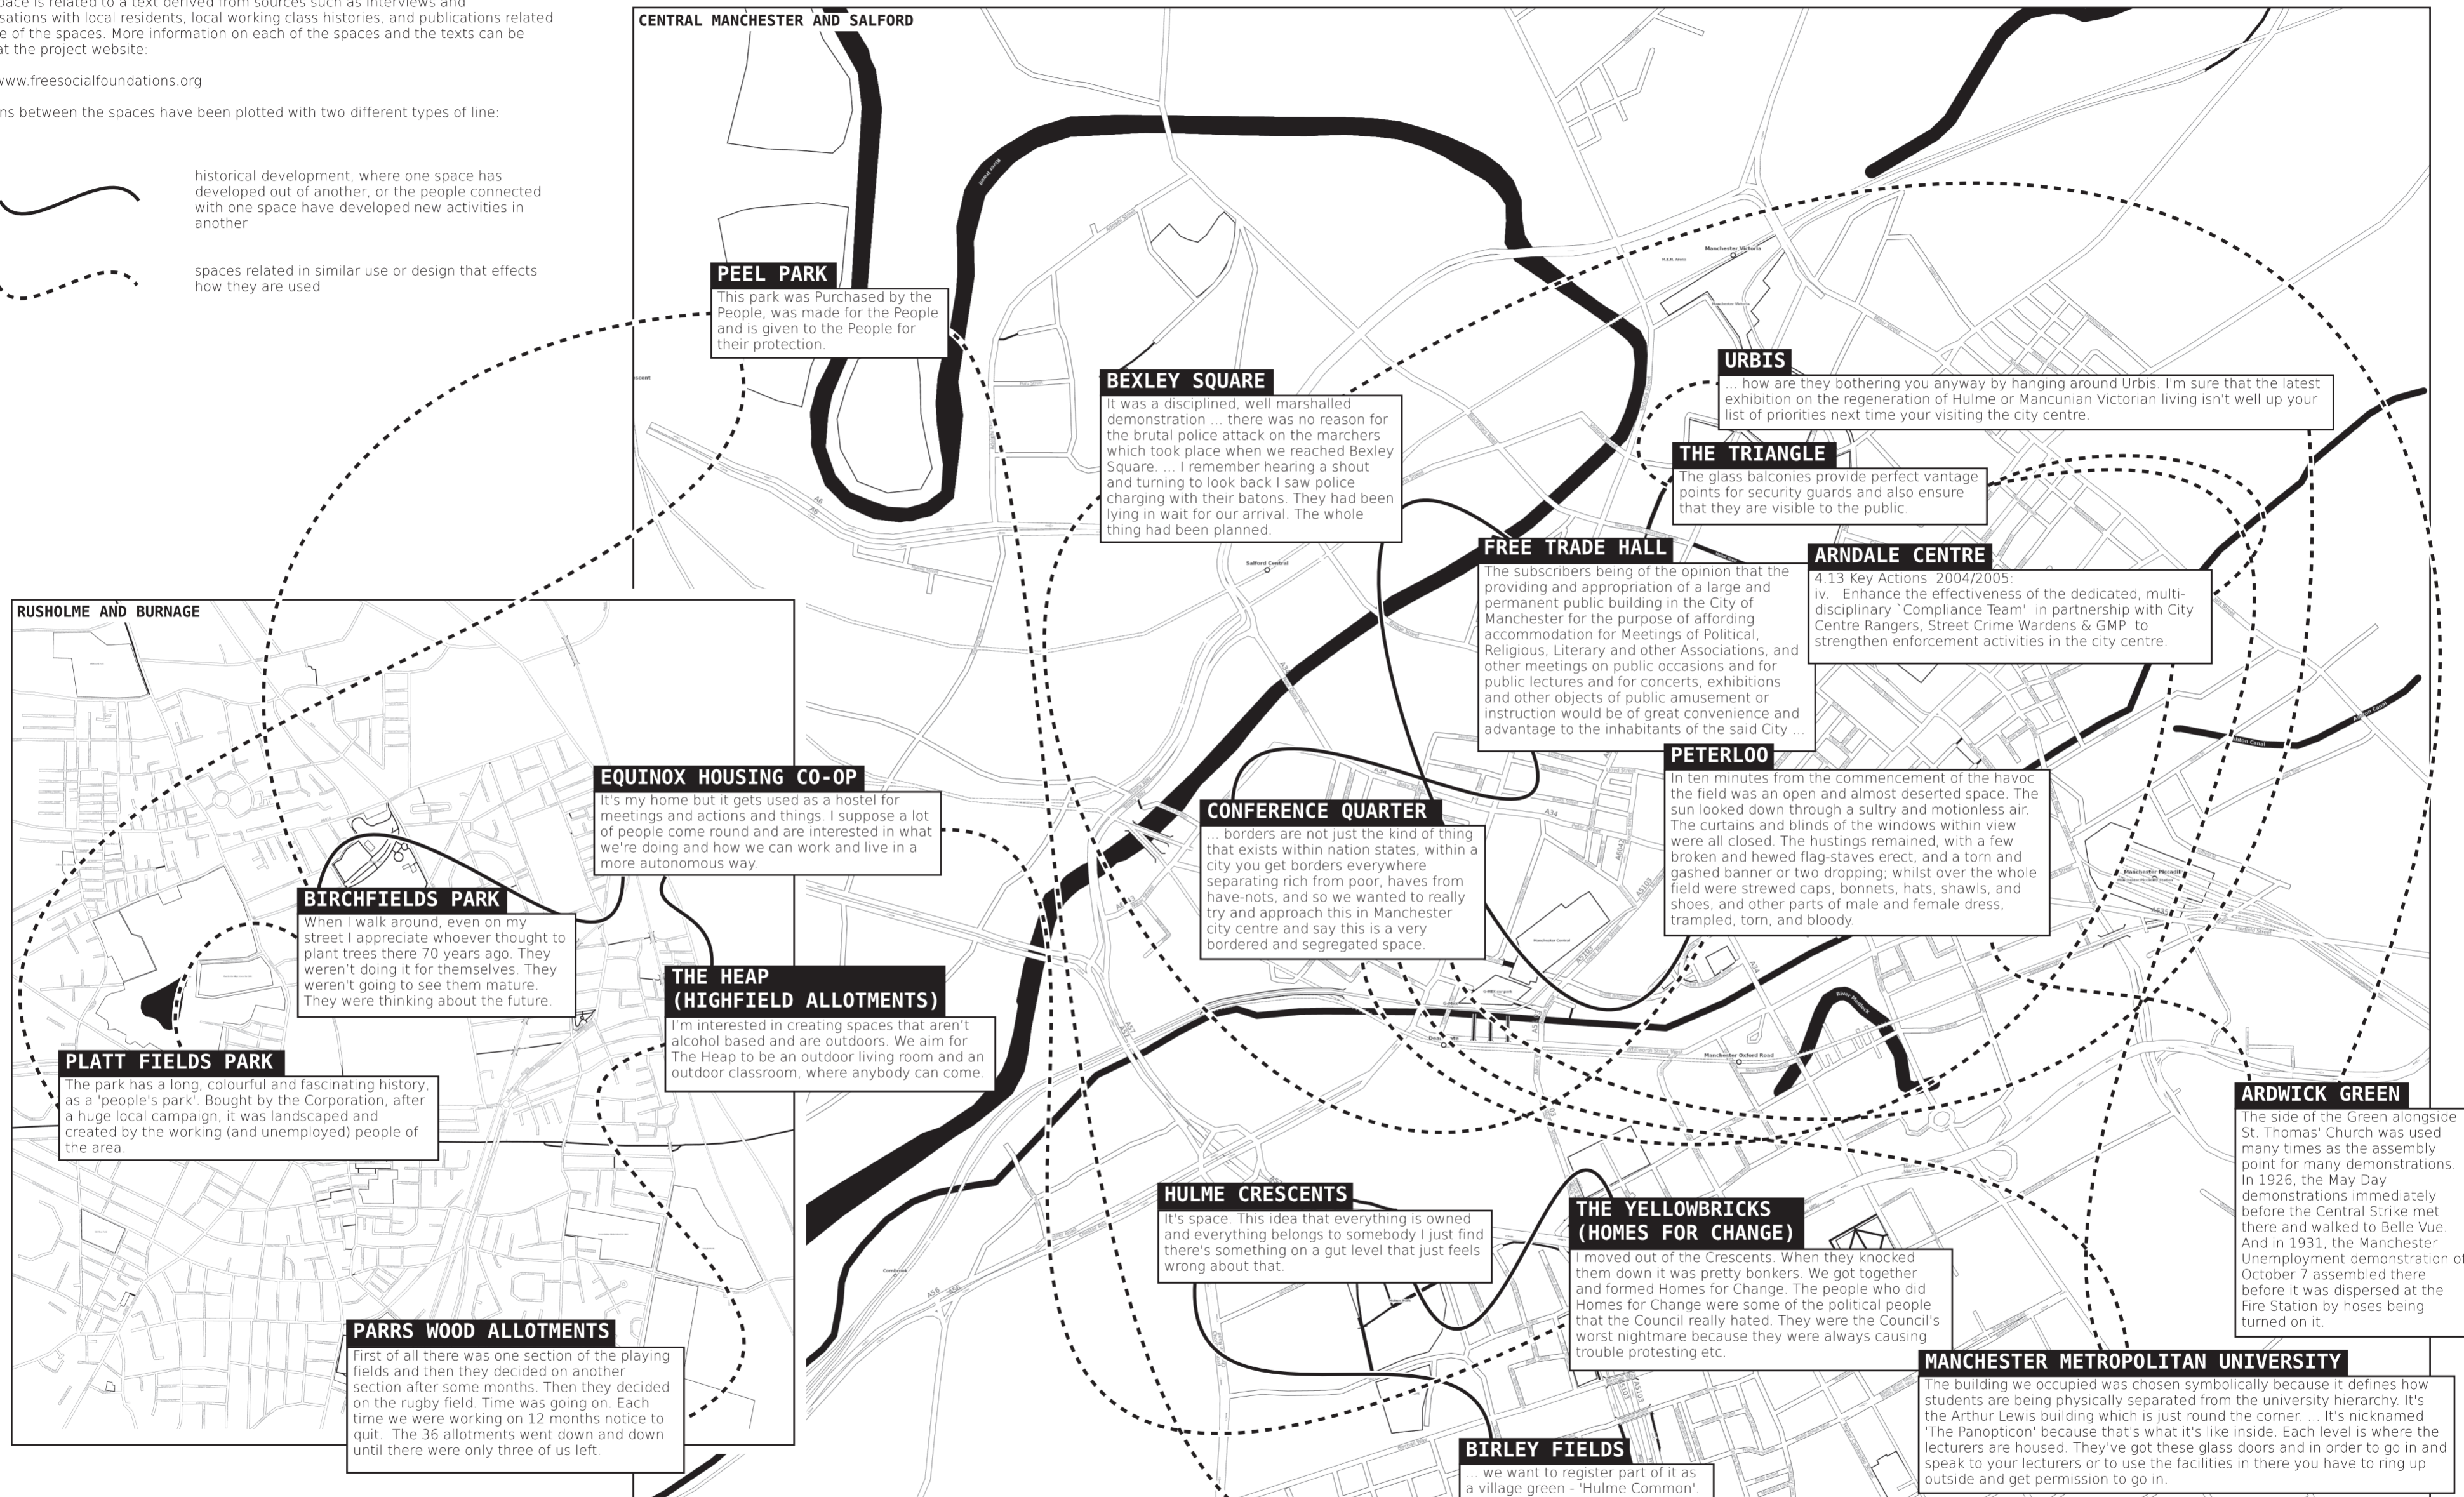 pace is related to a text derived from sources such as interviews and
sations with local residents, local working class histories, and publications related
e of the spaces. More information on each of the spaces and the texts can be
at the project website:
www.freesocialfoundations.org
ns between the spaces have been plotted with two different types of line:
historical development, where one space has
developed out of another, or the people connected
with one space have developed new activities in
another
spaces related in similar use or design that effects
how they are used
CENTRAL MANCHESTER AND SALFORD
River Irwell
Manchester Victoria
M.E.N. Arena
Manchester Victoria
PEEL PARK
This park was Purchased by the
People, was made for the People
and is given to the People for
their protection.
escent
A6
A6
BEXLEY SQUARE
It was a disciplined, well marshalled
demonstration ... there was no reason for
the brutal police attack on the marchers
which took place when we reached Bexley
Square. ... I remember hearing a shout
and turning to look back I saw police
charging with their batons. They had been
lying in wait for our arrival. The whole
thing had been planned.
Salford Central
URBIS
... how are they bothering you anyway by hanging around Urbis. I'm sure that the latest
exhibition on the regeneration of Hulme or Mancunian Victorian living isn't well up your
list of priorities next time your visiting the city centre.
THE TRIANGLE
The glass balconies provide perfect vantage
points for security guards and also ensure
that they are visible to the public.
FREE TRADE HALL
The subscribers being of the opinion that the
providing and appropriation of a large and
permanent public building in the City of
Manchester for the purpose of affording
accommodation for Meetings of Political,
Religious, Literary and other Associations, and
other meetings on public occasions and for
public lectures and for concerts, exhibitions
and other objects of public amusement or
instruction would be of great convenience and
advantage to the inhabitants of the said City ...
ARNDALE CENTRE
4.13 Key Actions  2004/2005:
iv.   Enhance the effectiveness of the dedicated, multi-
disciplinary `Compliance Team'  in partnership with City
Centre Rangers, Street Crime Wardens & GMP  to
strengthen enforcement activities in the city centre.
Ashton Canal
Ashton Canal
RUSHOLME AND BURNAGE
EQUINOX HOUSING CO-OP
It's my home but it gets used as a hostel for
meetings and actions and things. I suppose a lot
of people come round and are interested in what
we're doing and how we can work and live in a
more autonomous way.
CONFERENCE QUARTER
... borders are not just the kind of thing
that exists within nation states, within a
city you get borders everywhere
separating rich from poor, haves from
have-nots, and so we wanted to really
try and approach this in Manchester
city centre and say this is a very
bordered and segregated space.
A34
A34
A6042
A5103
A5103
Manchester Central
PETERLOO
In ten minutes from the commencement of the havoc
the field was an open and almost deserted space. The
sun looked down through a sultry and motionless air.
The curtains and blinds of the windows within view
were all closed. The hustings remained, with a few
broken and hewed flag-staves erect, and a torn and
gashed banner or two dropping; whilst over the whole
field were strewed caps, bonnets, hats, shawls, and
shoes, and other parts of male and female dress,
trampled, torn, and bloody.
Manchester Piccadilly
Manchester Piccadilly Station
A635
BIRCHFIELDS PARK
When I walk around, even on my
street I appreciate whoever thought to
plant trees there 70 years ago. They
weren't doing it for themselves. They
weren't going to see them mature.
They were thinking about the future.
THE HEAP
(HIGHFIELD ALLOTMENTS)
I'm interested in creating spaces that aren't
alcohol based and are outdoors. We aim for
The Heap to be an outdoor living room and an
outdoor classroom, where anybody can come.
A57
A34
River Medlock
Manchester Oxford Road
PLATT FIELDS PARK
The park has a long, colourful and fascinating history,
as a 'people's park'. Bought by the Corporation, after
a huge local campaign, it was landscaped and
created by the working (and unemployed) people of
the area.
ARDWICK GREEN
The side of the Green alongside
St. Thomas' Church was used
many times as the assembly
point for many demonstrations.
In 1926, the May Day
demonstrations immediately
before the Central Strike met
there and walked to Belle Vue.
And in 1931, the Manchester
Unemployment demonstration of
October 7 assembled there
before it was dispersed at the
Fire Station by hoses being
turned on it.
HULME CRESCENTS
It's space. This idea that everything is owned
and everything belongs to somebody I just find
there's something on a gut level that just feels
wrong about that.
Cornbrook
A56
A56
THE YELLOWBRICKS
(HOMES FOR CHANGE)
I moved out of the Crescents. When they knocked
them down it was pretty bonkers. We got together
and formed Homes for Change. The people who did
Homes for Change were some of the political people
that the Council really hated. They were the Council's
worst nightmare because they were always causing
trouble protesting etc.
A5103
A5103
PARRS WOOD ALLOTMENTS
First of all there was one section of the playing
fields and then they decided on another
section after some months. Then they decided
on the rugby field. Time was going on. Each
time we were working on 12 months notice to
quit.  The 36 allotments went down and down
until there were only three of us left.
MANCHESTER METROPOLITAN UNIVERSITY
The building we occupied was chosen symbolically because it defines how
students are being physically separated from the university hierarchy. It's
the Arthur Lewis building which is just round the corner. ... It's nicknamed
'The Panopticon' because that's what it's like inside. Each level is where the
lecturers are housed. They've got these glass doors and in order to go in and
speak to your lecturers or to use the facilities in there you have to ring up
outside and get permission to go in.
BIRLEY FIELDS
... we want to register part of it as
a village green - 'Hulme Common'.